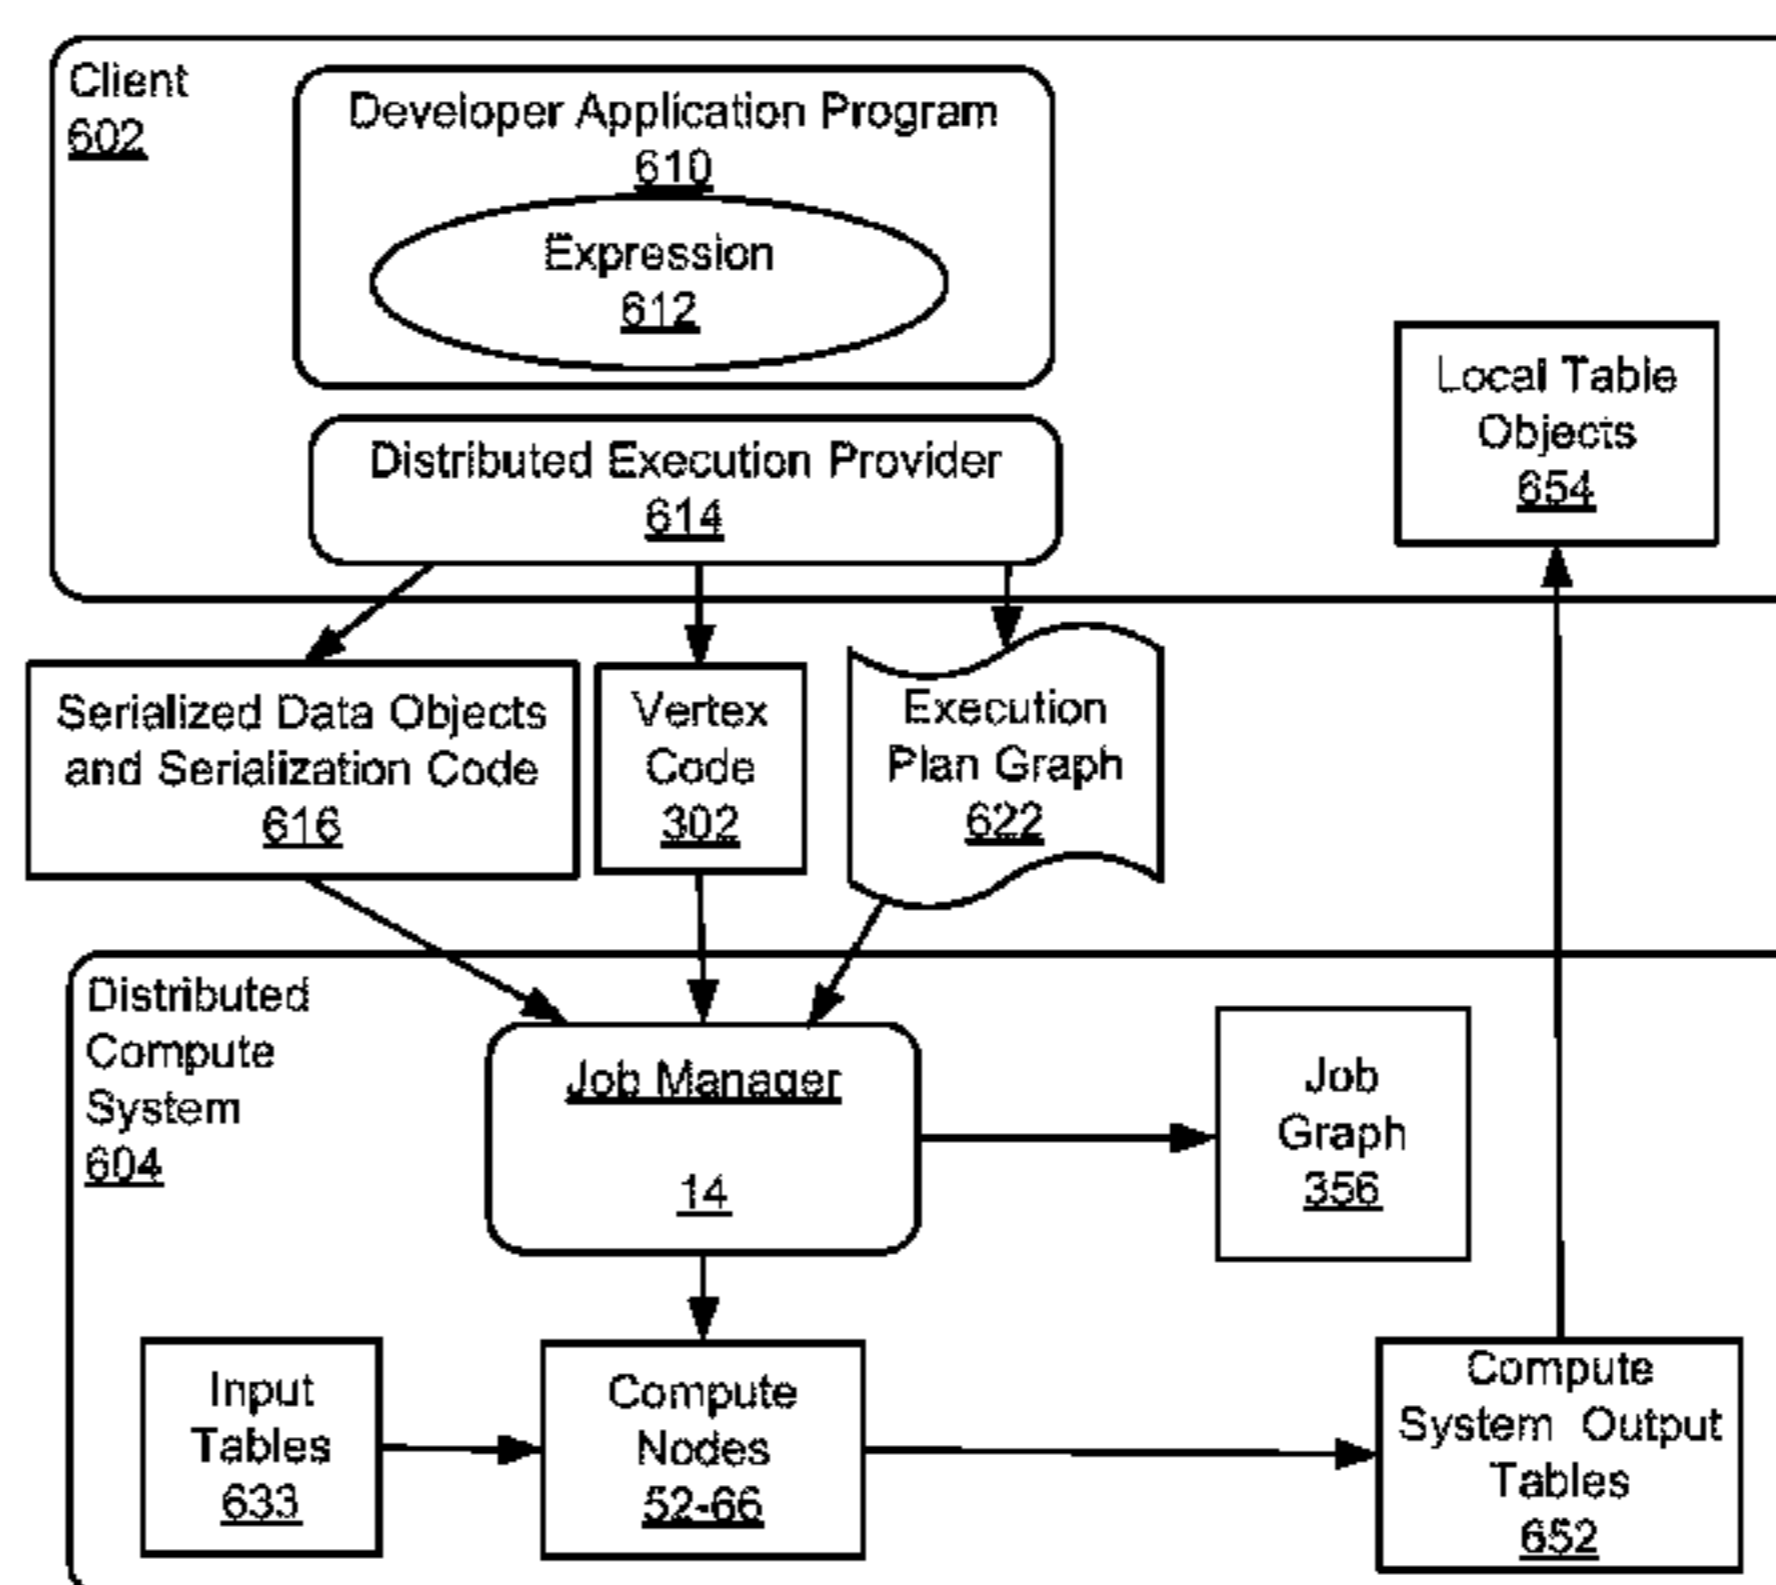 Client
602
Developer Application Program
610
Expression
612
Distributed Execution Provider
614
Local Table
Objects
654
Serialized Data Objects
and Serialization Code
616
Vertex
Code
302
Execution
Plan Graph
622
Distributed
Compute
System
604
Job Manager
14
Job
Graph
356
Input
Tables
633
Compute
Nodes
52-66
Compute
System Output
Tables
652